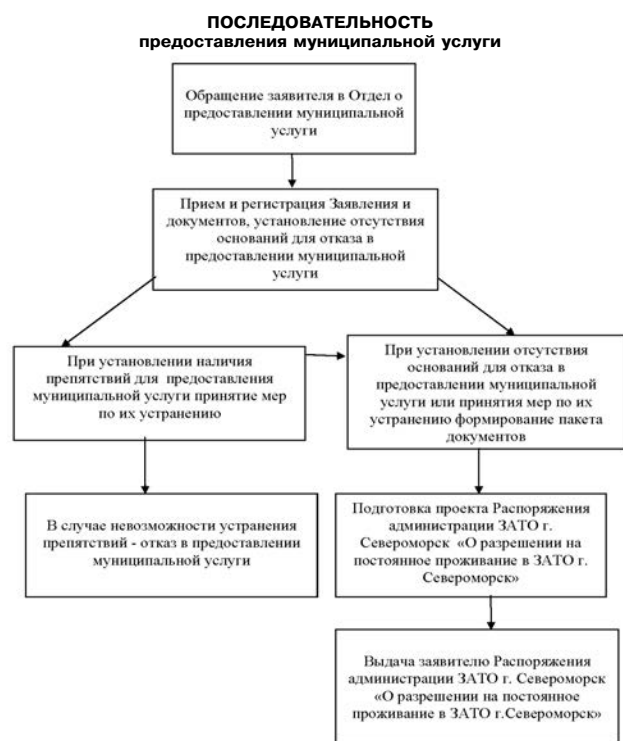 ПОСЛЕДОВАТЕЛЬНОСТЬ
предоставления муниципальной услуги
Обращение заявителя в Отдел о
предоставлении муниципальной
услуги
Прием и регистрация Заявления и
документов, установление отсутствия
оснований для отказа в
предоставлении муниципальной
услуги
При установлении наличия
препятствий для предоставления
муниципальной услуги принятие мер
по их устранению
При установлении отсутствия
оснований для отказа в
предоставлении муниципальной
услуги или принятия мер по их
устранению формирование пакета
документов
В случае невозможности устранения
препятствий - отказ в предоставлении
муниципальной услуги
Подготовка проекта Распоряжения
администрации ЗАТО г.
Североморск «О разрешении на
постоянное проживание в ЗАТО г.
Североморск»
Выдача заявителю Распоряжения
администрации ЗАТО г. Североморск
«О разрешении на постоянное
проживание в ЗАТО г.Североморск»